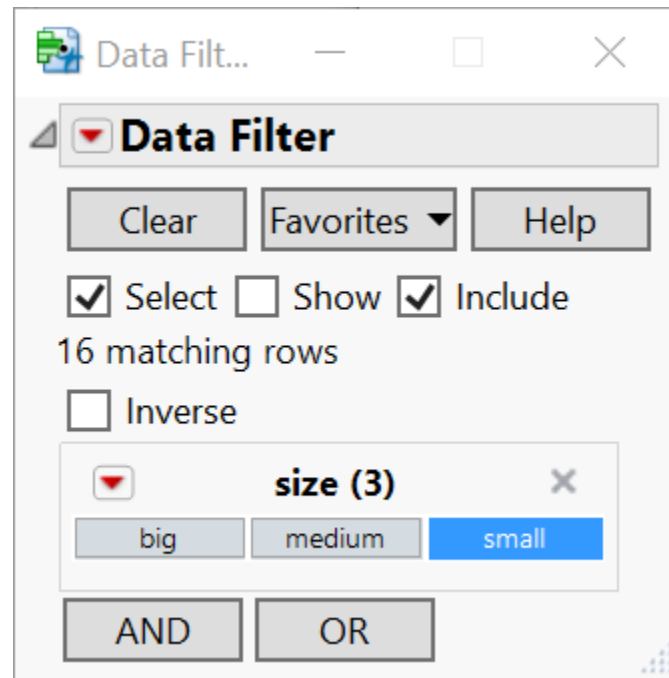 Data Filt...
Data Filter
Clear Favorites Help
Select Show Include
16 matching rows
Inverse
size (3)
big medium small
AND OR